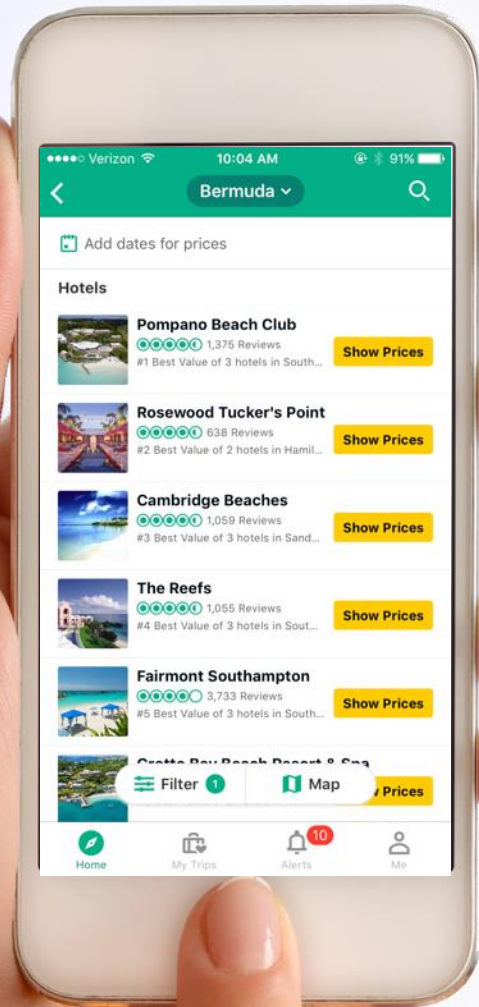 Verizon 10:04 AM 91%
Bermuda
Add dates for prices
Hotels
Pompano Beach Club
1,375 Reviews
#1 Best Value of 3 hotels in South...
Show Prices
Rosewood Tucker's Point
638 Reviews
#2 Best Value of 2 hotels in Hamil...
Show Prices
Cambridge Beaches
1,059 Reviews
#3 Best Value of 3 hotels in Sand...
Show Prices
The Reefs
1,055 Reviews
#4 Best Value of 3 hotels in Sout...
Show Prices
Fairmont Southampton
3,733 Reviews
#5 Best Value of 3 hotels in South...
Show Prices
Grotto Bay Beach Resort & Spa
Prices
Filter 1 Map
Home My Trips Alerts 10 Me